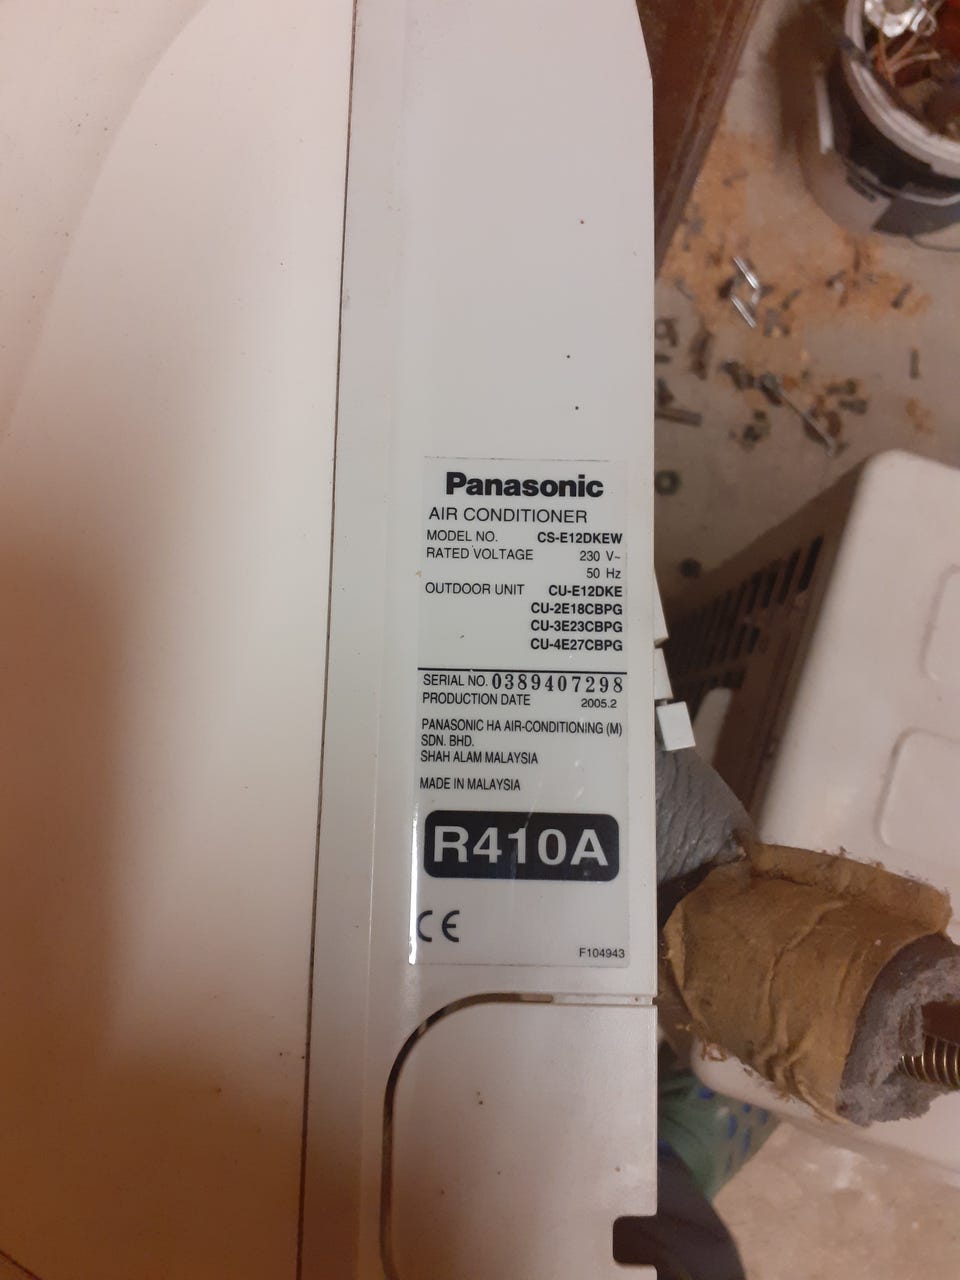 Panasonic
AIR CONDITIONER
MODEL NO. CS-E12DKEW
RATED VOLTAGE 230 V~
50 Hz
OUTDOOR UNIT CU-E12DKE
CU-2E18CBPG
CU-3E23CBPG
CU-4E27CBPG
SERIAL NO. 0389407298
PRODUCTION DATE 2005.2
PANASONIC HA AIR-CONDITIONING (M)
SDN. BHD.
SHAH ALAM MALAYSIA
MADE IN MALAYSIA
R410A
CE
F104943